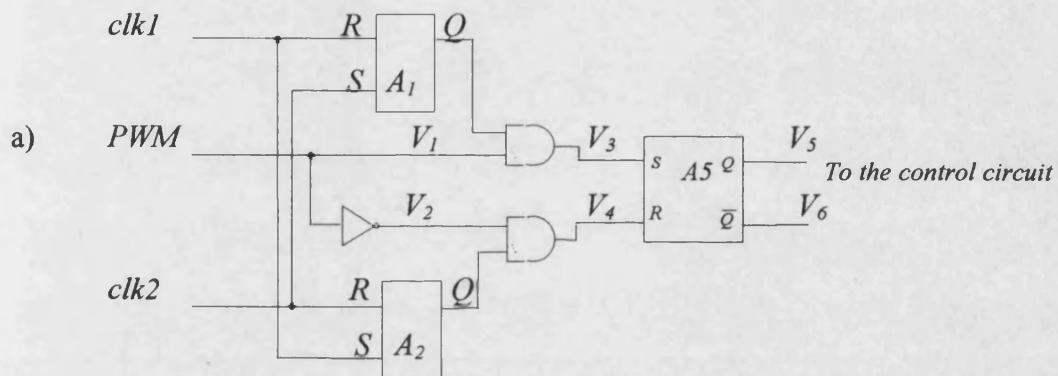 clk1
R Q
S A1
a) PWM V1 V3 V5
S A5 Q
To the control circuit
V2 V4 R Q̅ V6
clk2
R Q
S A2